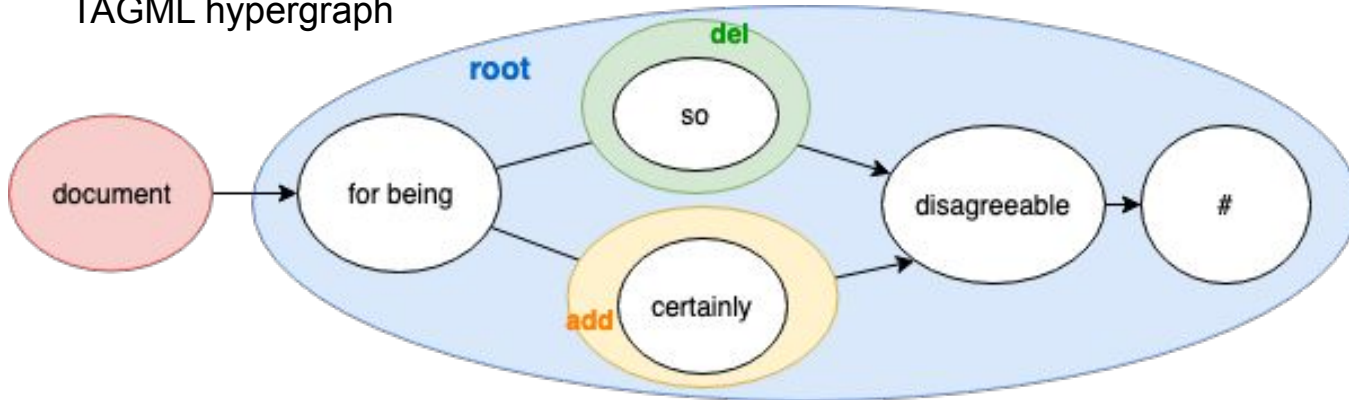 TAGML hypergraph
del
root
so
document
for being
disagreeable
#
certainly
add